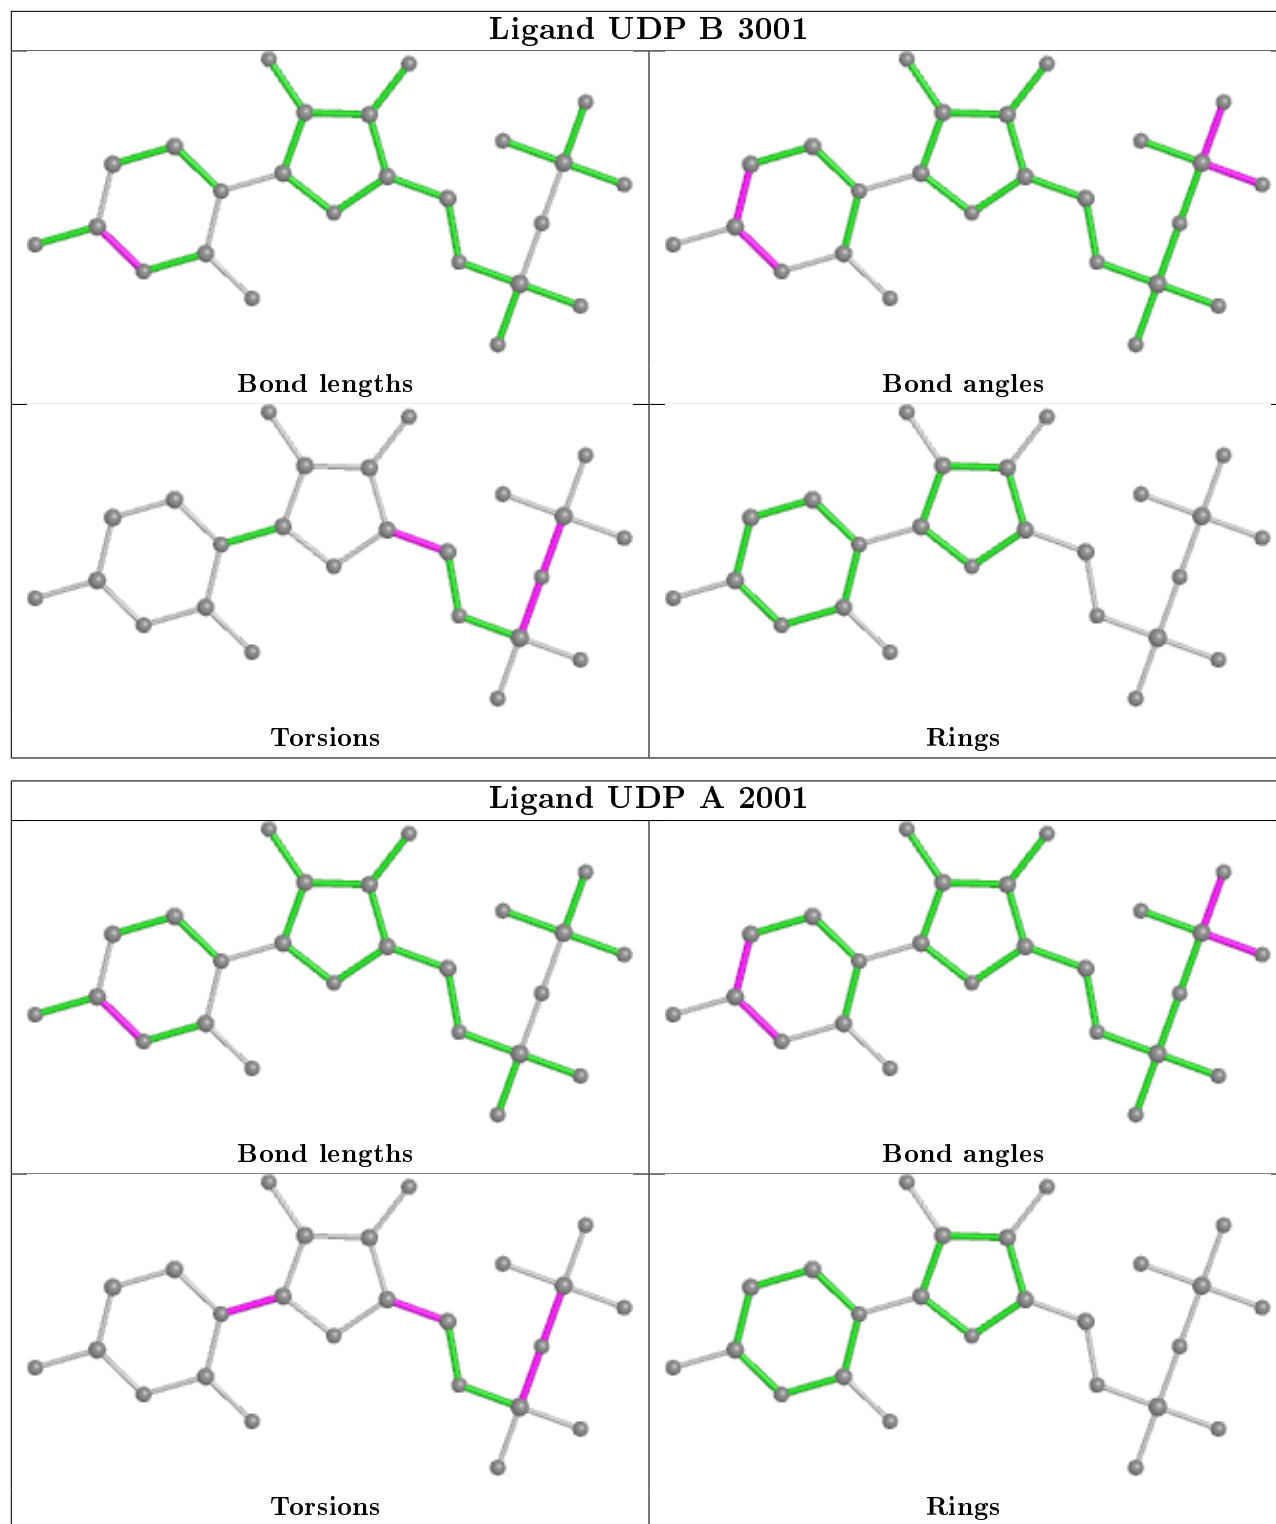 Ligand UDP B 3001
Bond lengths
Bond angles
Torsions
Rings
Ligand UDP A 2001
Bond lengths
Bond angles
Torsions
Rings